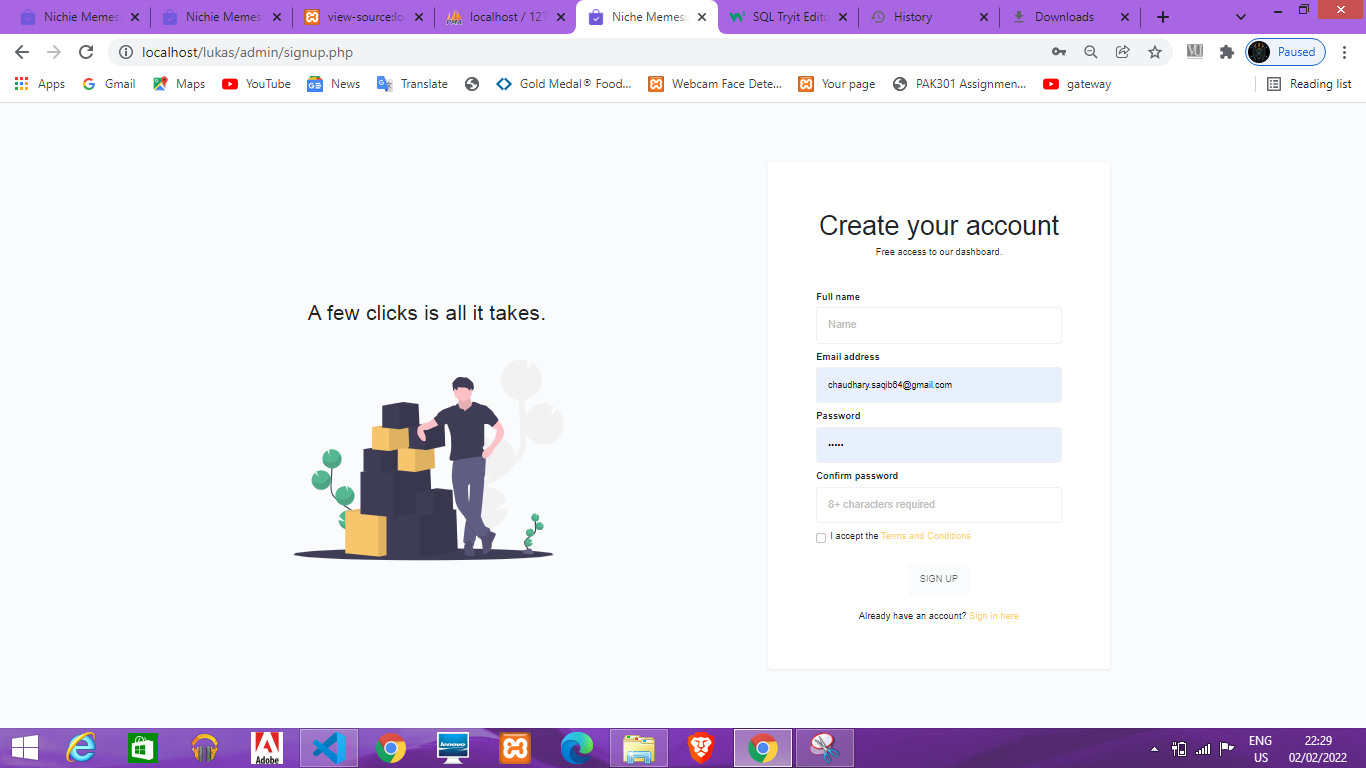 Nichie Memes
Nichie Memes
view-source:lo
localhost / 127
Niche Memes
SQL Tryit Edito
History
Downloads
localhost/lukas/admin/signup.php
Paused
Apps
Gmail
Maps
YouTube
News
Translate
Gold Medal® Food...
Webcam Face Dete...
Your page
PAK301 Assignmen...
gateway
Reading list
A few clicks is all it takes.
Create your account
Free access to our dashboard.
Full name
Name
Email address
chaudhary.saqib64@gmail.com
Password
•••••
Confirm password
8+ characters required
I accept the Terms and Conditions
SIGN UP
Already have an account? Sign in here
Adobe
lenovo
ENG
US
22:29
02/02/2022